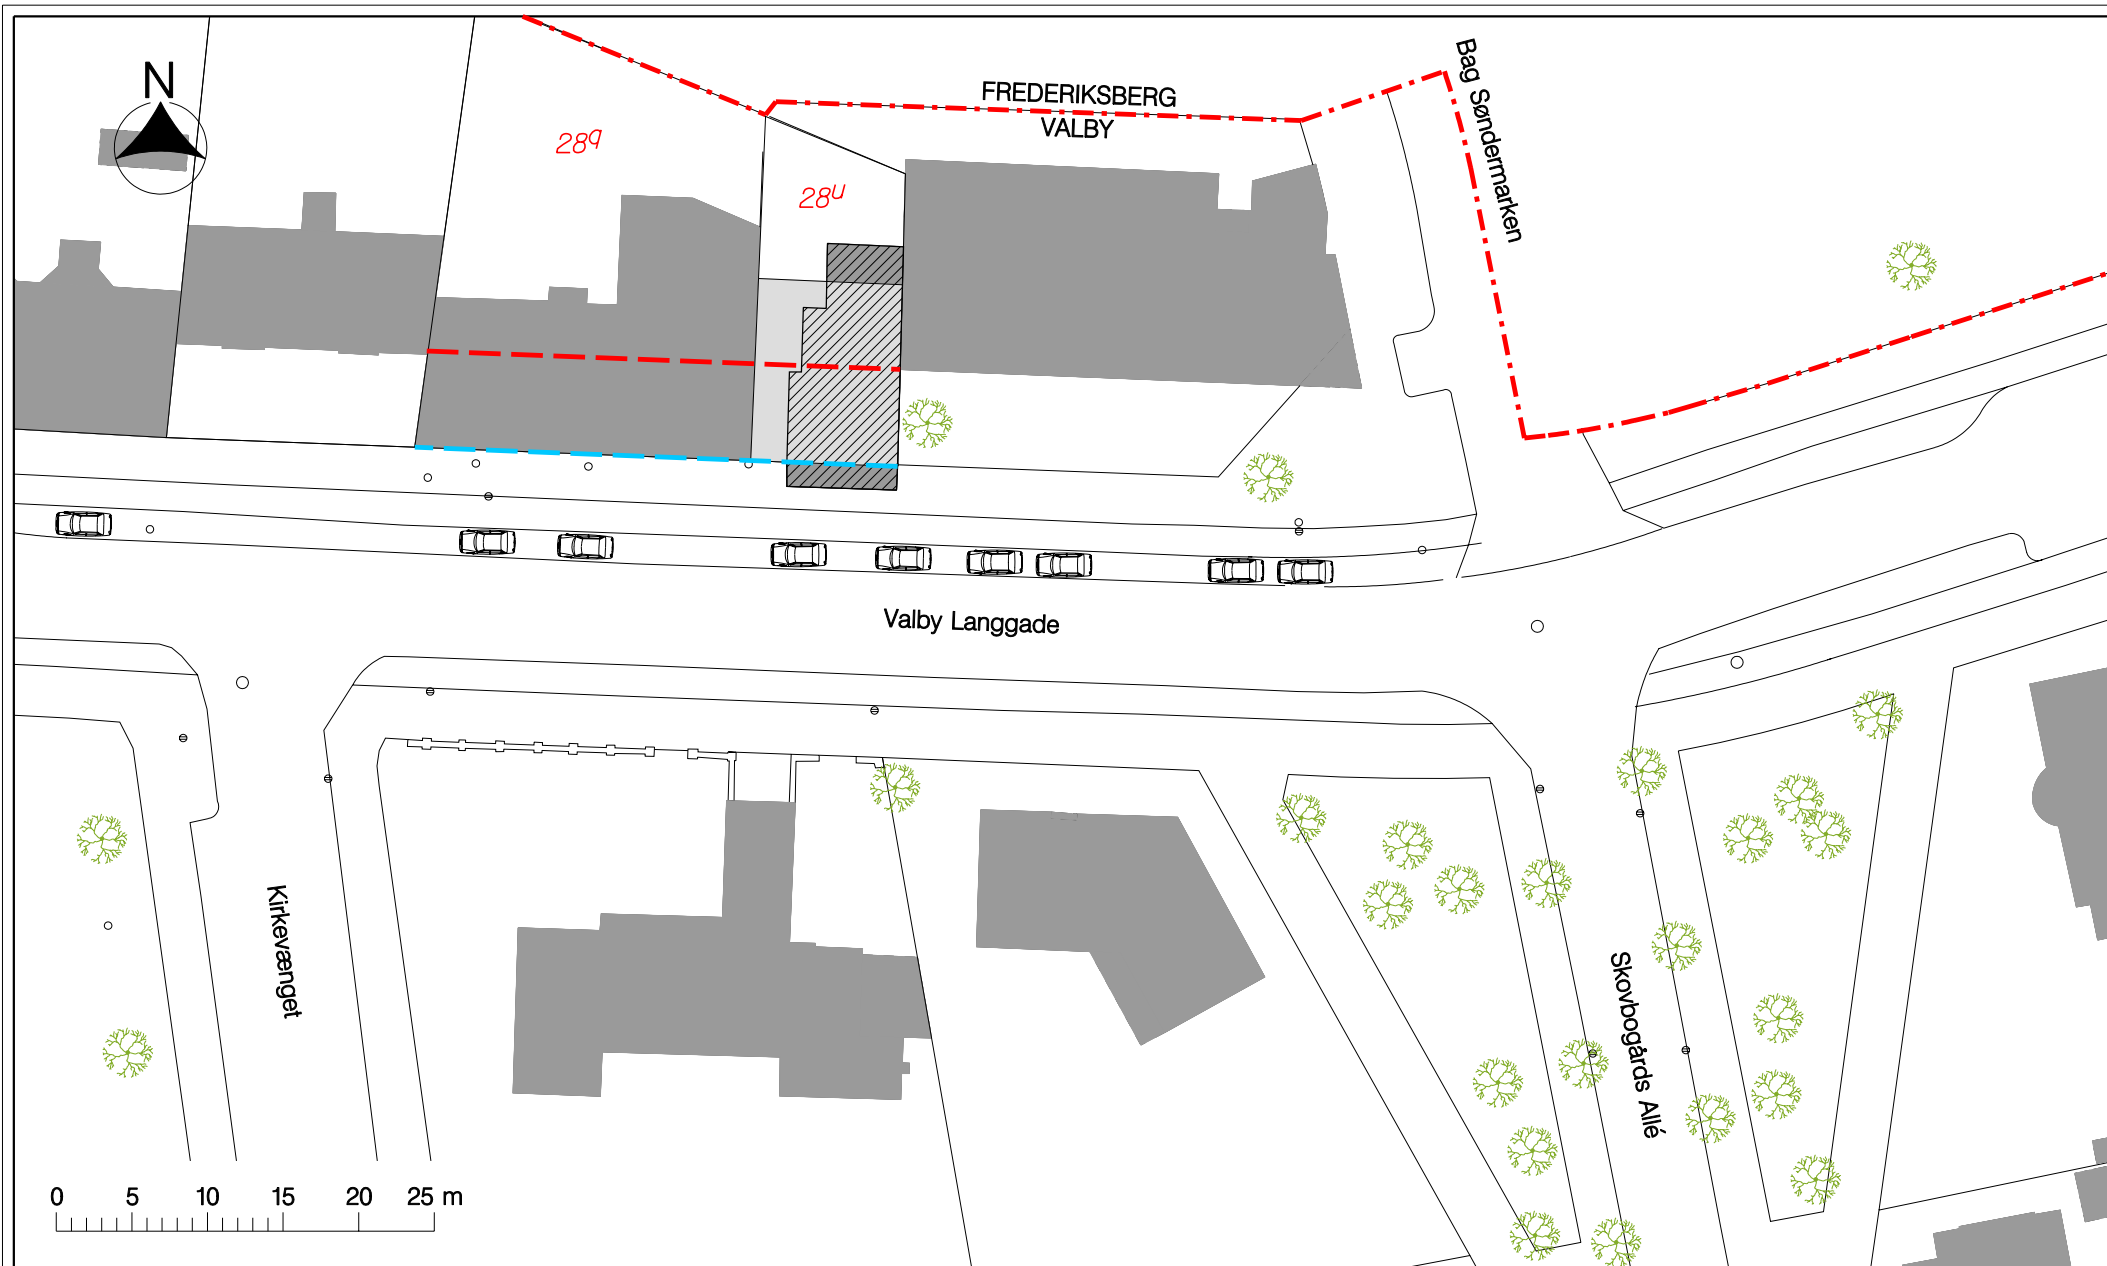 N
FREDERIKSBERG
VALBY
Bag Søndermarken
28q
28u
Valby Langgade
Kirkevænget
Skovbogårds Allé
0 5 10 15 20 25 m